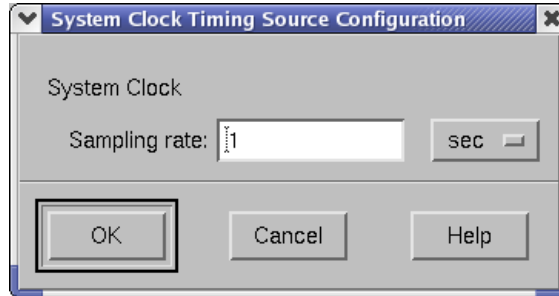 System Clock Timing Source Configuration
System Clock
Sampling rate: 1 sec
OK Cancel Help